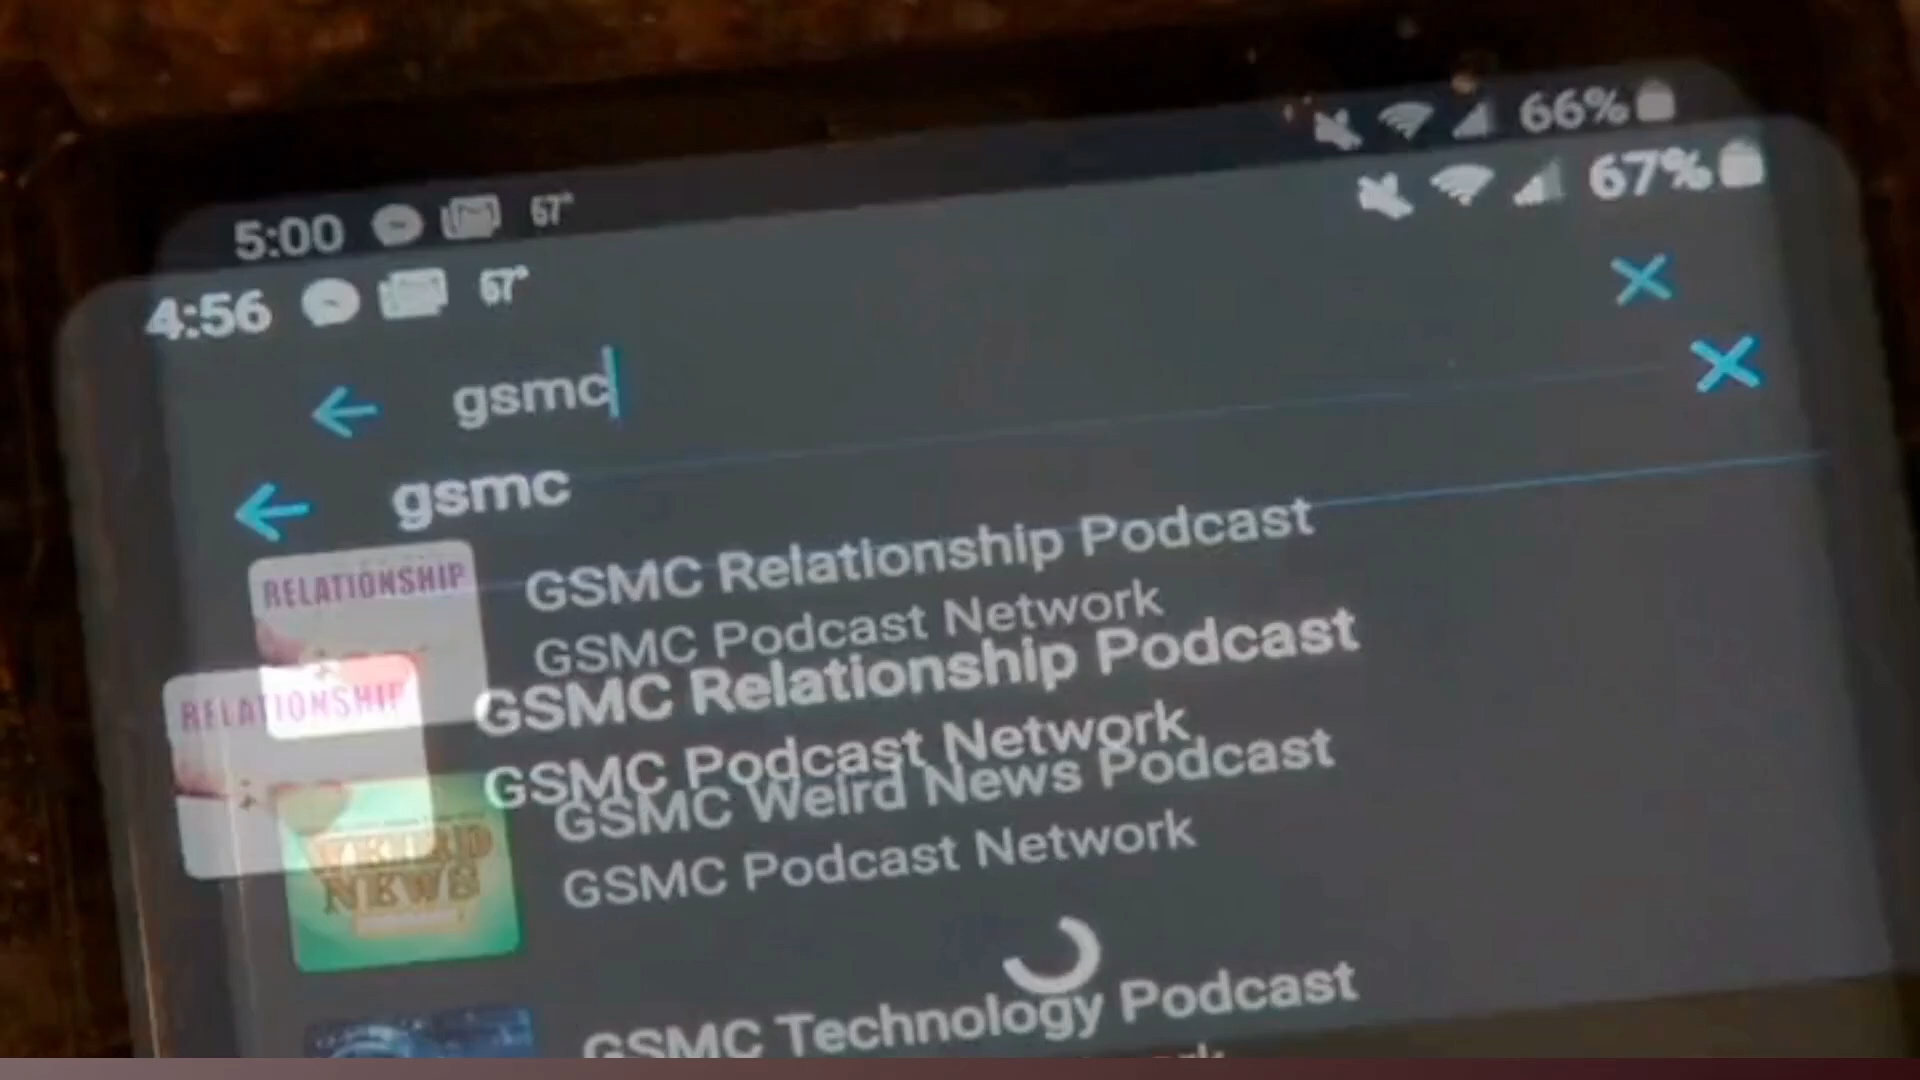 66%
67%
5:00 67°
4:56 67°
gsmc
gsmc
RELATIONSHIP
GSMC Relationship Podcast
GSMC Podcast Network
RELATIONSHIP
GSMC Relationship Podcast
GSMC Podcast Network
GSMC Weird News Podcast
WEIRD
NEWS
GSMC Podcast Network
GSMC Technology Podcast